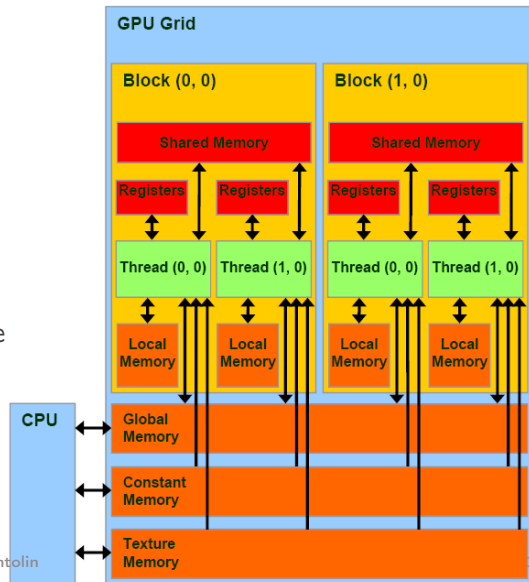 GPU Grid
Block (0, 0)
Block (1, 0)
Shared Memory
Shared Memory
Registers
Registers
Registers
Registers
Thread (0, 0)
Thread (1, 0)
Thread (0, 0)
Thread (1, 0)
e
Local
Memory
Local
Memory
Local
Memory
Local
Memory
CPU
Global
Memory
Constant
Memory
Texture
Memory
ntolin